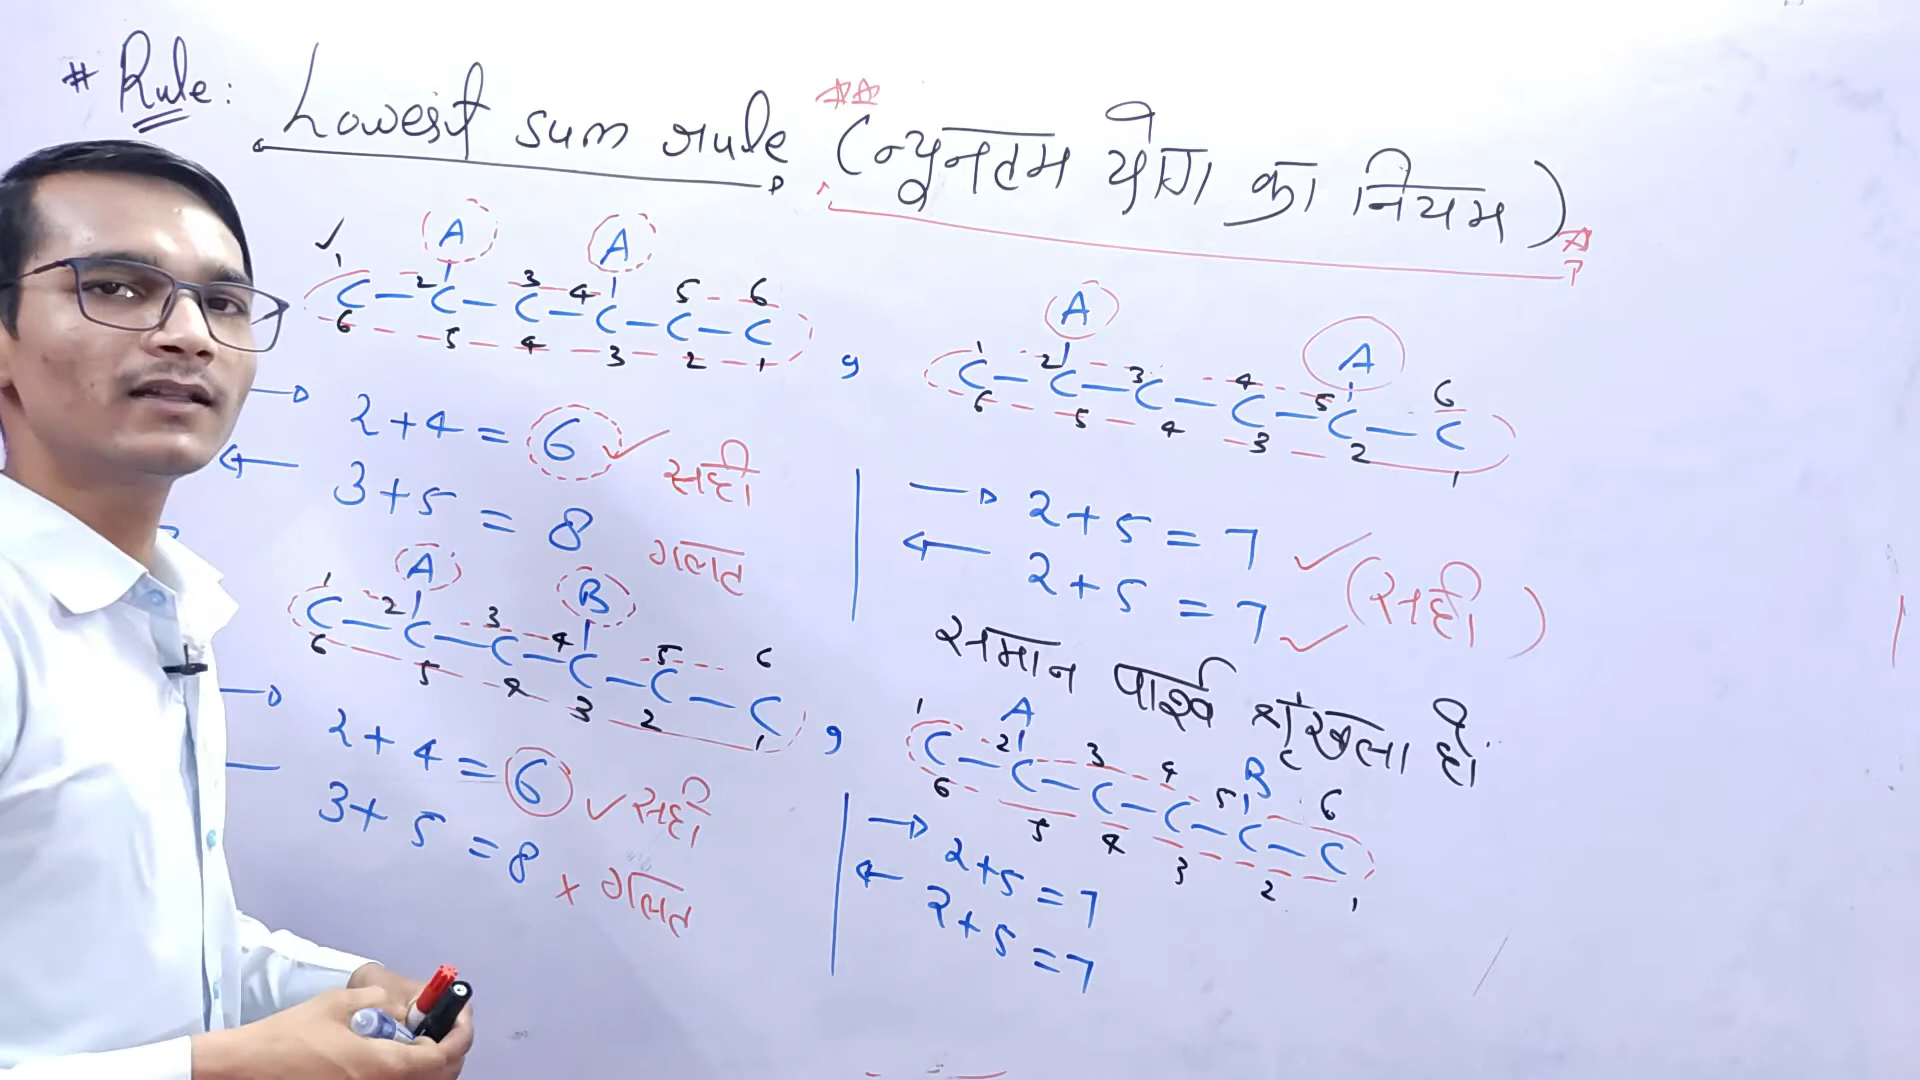 # Rule: Lowest sum rule (न्यूनतम योग का नियम)
A A
1 2 3 4 5 6
C – C – C – C – C – C ,
6 5 4 3 2 1
2 + 4 = 6 ✓ सही
3 + 5 = 8 गलत
A A
1 2 3 4 5 6
C – C – C – C – C – C
6 5 4 3 2 1
→ 2 + 5 = 7 ✓
← 2 + 5 = 7 ✓ (सही)
समान पार्श्व श्रृंखला है।
A B
1 2 3 4 5 6
C – C – C – C – C – C ,
6 5 4 3 2 1
2 + 4 = 6 ✓ सही
3 + 5 = 8 × गलत
A B
1 2 3 4 5 6
C – C – C – C – C – C
6 5 4 3 2 1
→ 2 + 5 = 7
← 2 + 5 = 7